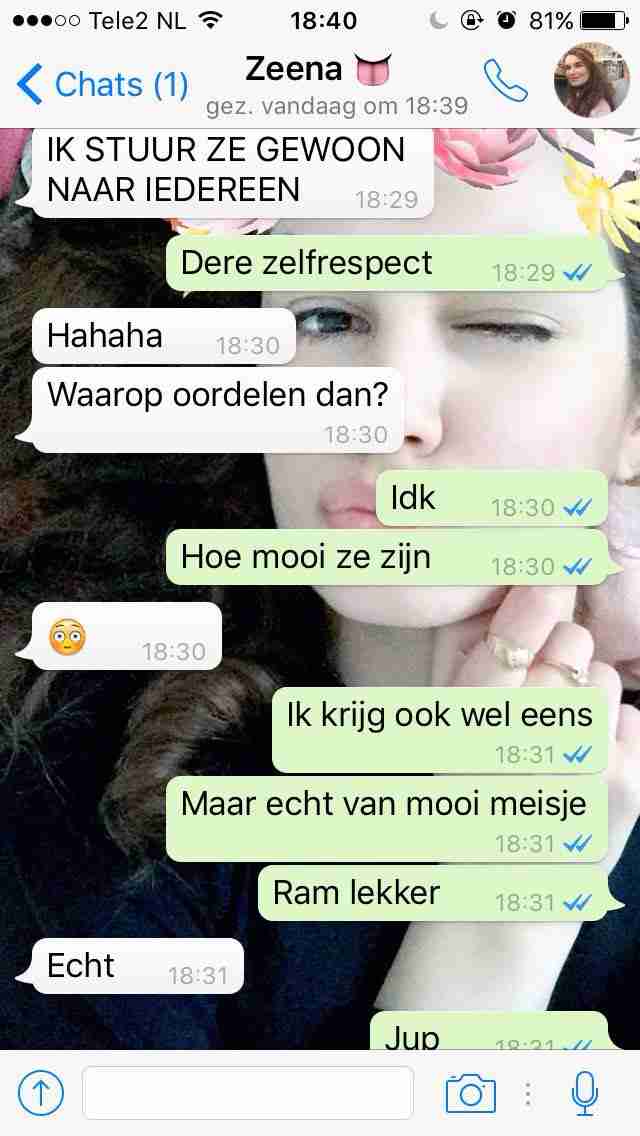 ●●●○○ Tele2 NL 18:40 81%
Chats (1) Zeena 👅
gez. vandaag om 18:39
IK STUUR ZE GEWOON
NAAR IEDEREEN 18:29
Dere zelfrespect 18:29
Hahaha 18:30
Waarop oordelen dan?
18:30
Idk 18:30
Hoe mooi ze zijn 18:30
😳 18:30
Ik krijg ook wel eens
18:31
Maar echt van mooi meisje
18:31
Ram lekker 18:31
Echt 18:31
Jup 18:31